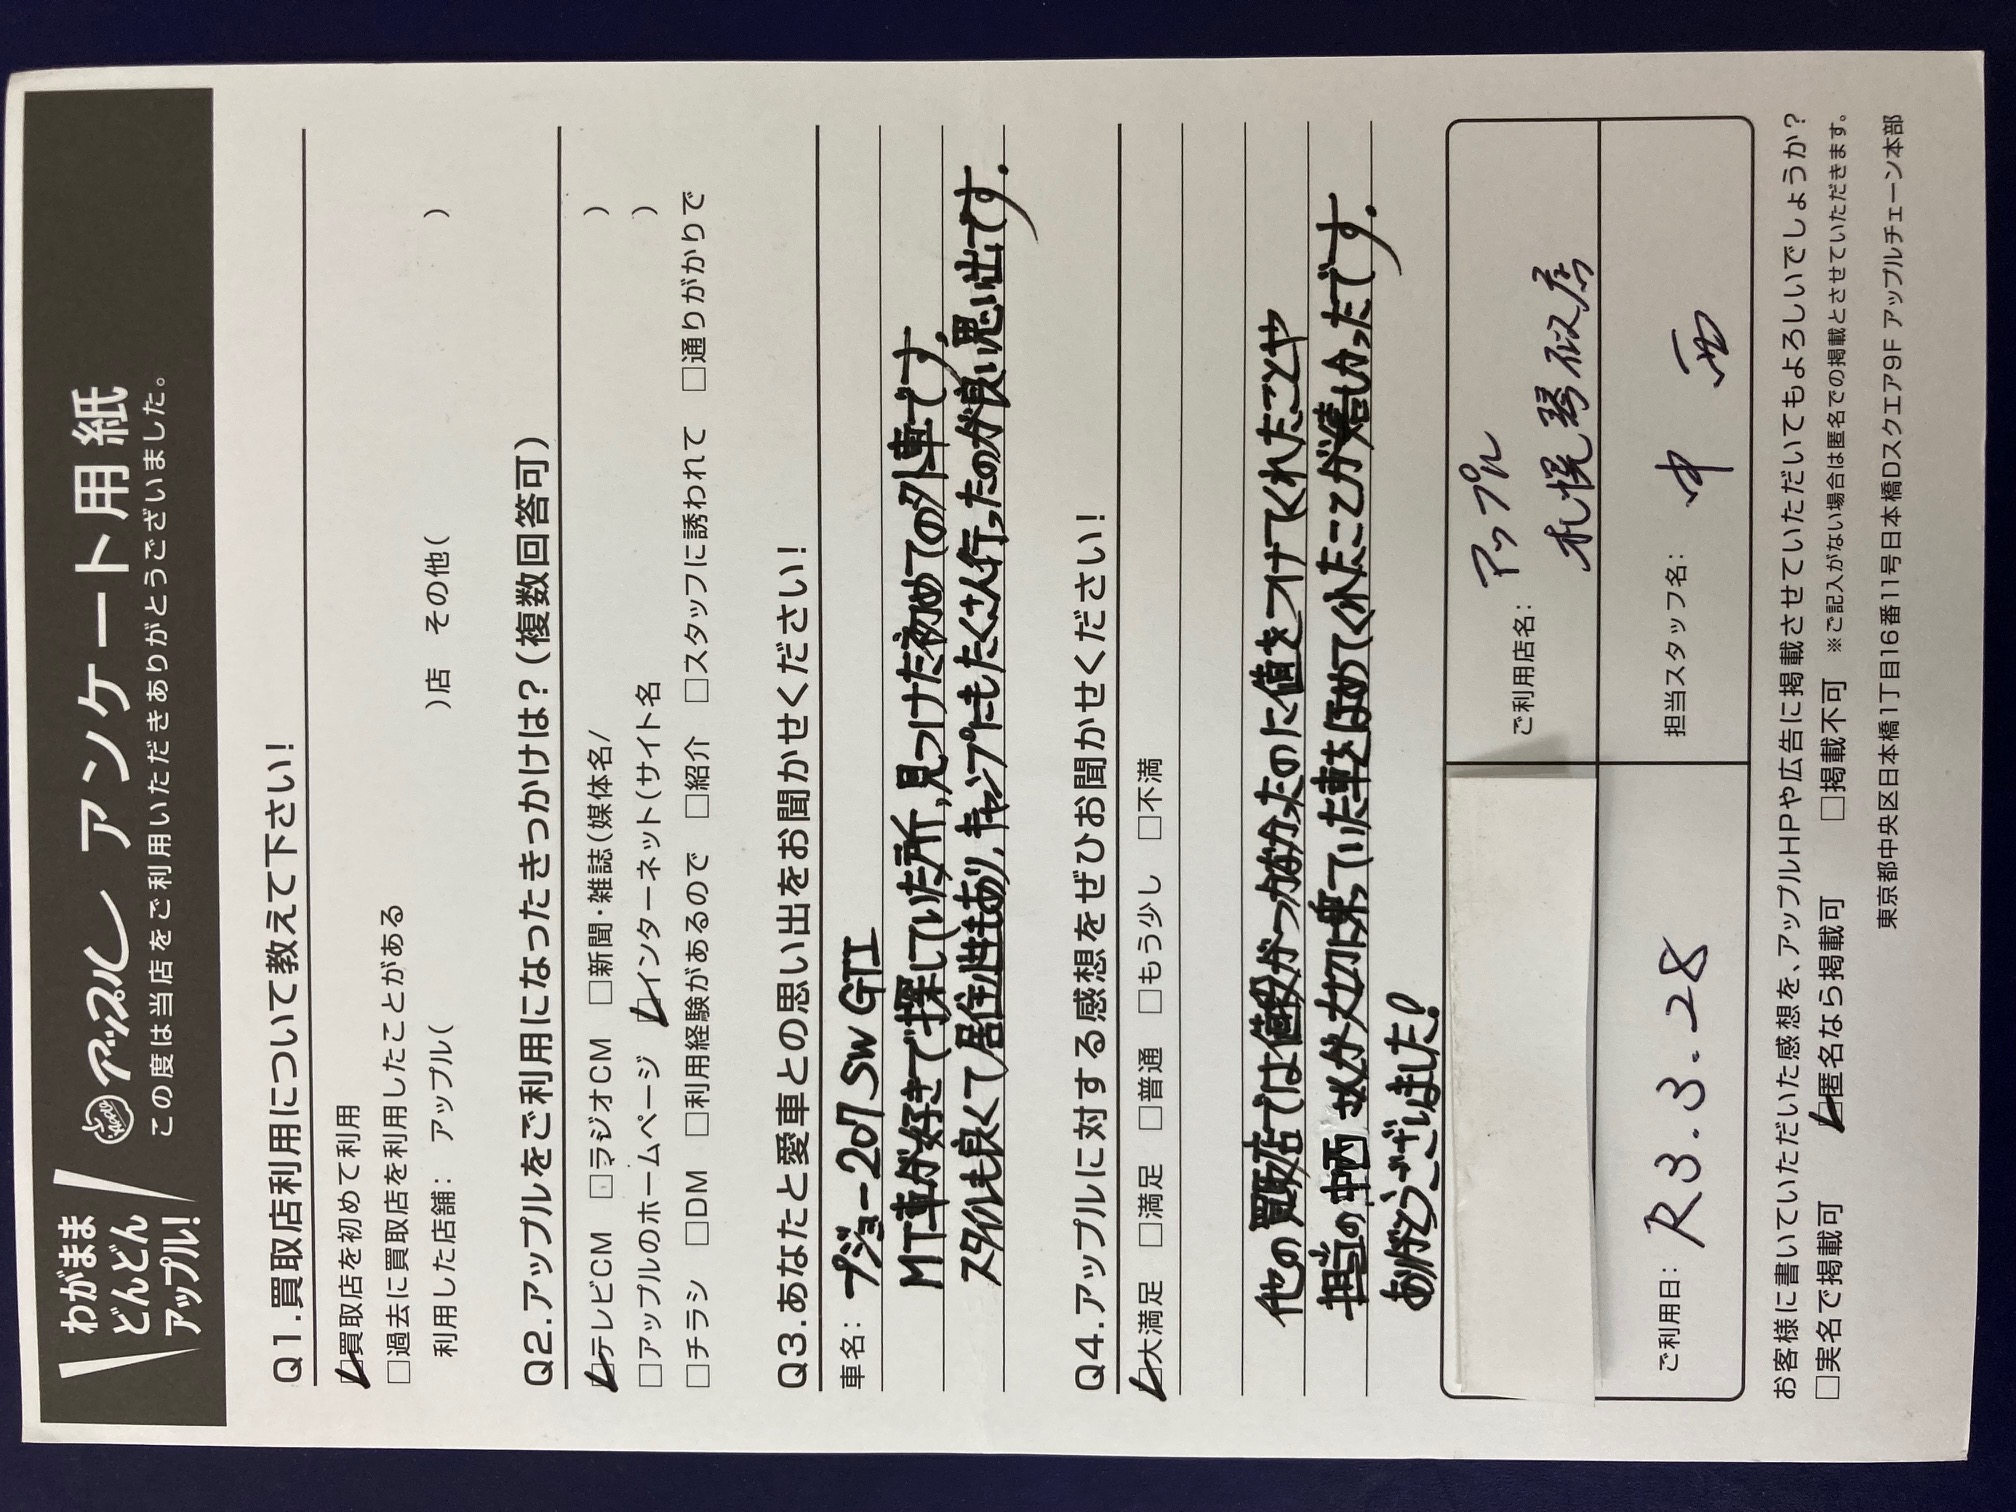 わがまま
どんどん
アップル!
アップル アンケート用紙
この度は当店をご利用いただきありがとうございました。
Q1.買取店利用について教えて下さい!
☑買取店を初めて利用
□過去に買取店を利用したことがある
利用した店舗: アップル( )店 その他( )
Q2.アップルをご利用になったきっかけは?(複数回答可)
☑テレビCM □ラジオCM □新聞・雑誌(媒体名/ )
□アップルのホームページ ☑インターネット(サイト名 )
□チラシ □DM □利用経験があるので □紹介 □スタッフに誘われて □通りがかりで
Q3.あなたと愛車との思い出をお聞かせください!
車名: プジョー207SW GTI
MT車が好きで探していた所、見つけた初めての外車です。
スタイルも良くて居住性もあり、キャンプにもたくさん行ったのが良い思い出です。
Q4.アップルに対する感想をぜひお聞かせください!
☑大満足 □満足 □普通 □もう少し □不満
他の買取店では値段がつかなかったのに値をつけてくれたことや
担当の中西さんが大切に乗っていた車をほめてくれたことが嬉しかったです。
ありがとうございました!
ご利用店名: アップル
札幌琴似店
ご利用日: R3.3.28
担当スタッフ名: 中西
お客様に書いていただいた感想を、アップルHPや広告に掲載させていただいてもよろしいでしょうか?
□実名で掲載可 ☑匿名なら掲載可 □掲載不可 ※ご記入がない場合は匿名での掲載とさせていただきます。
東京都中央区日本橋1丁目16番11号日本橋Dスクエア9F アップルチェーン本部